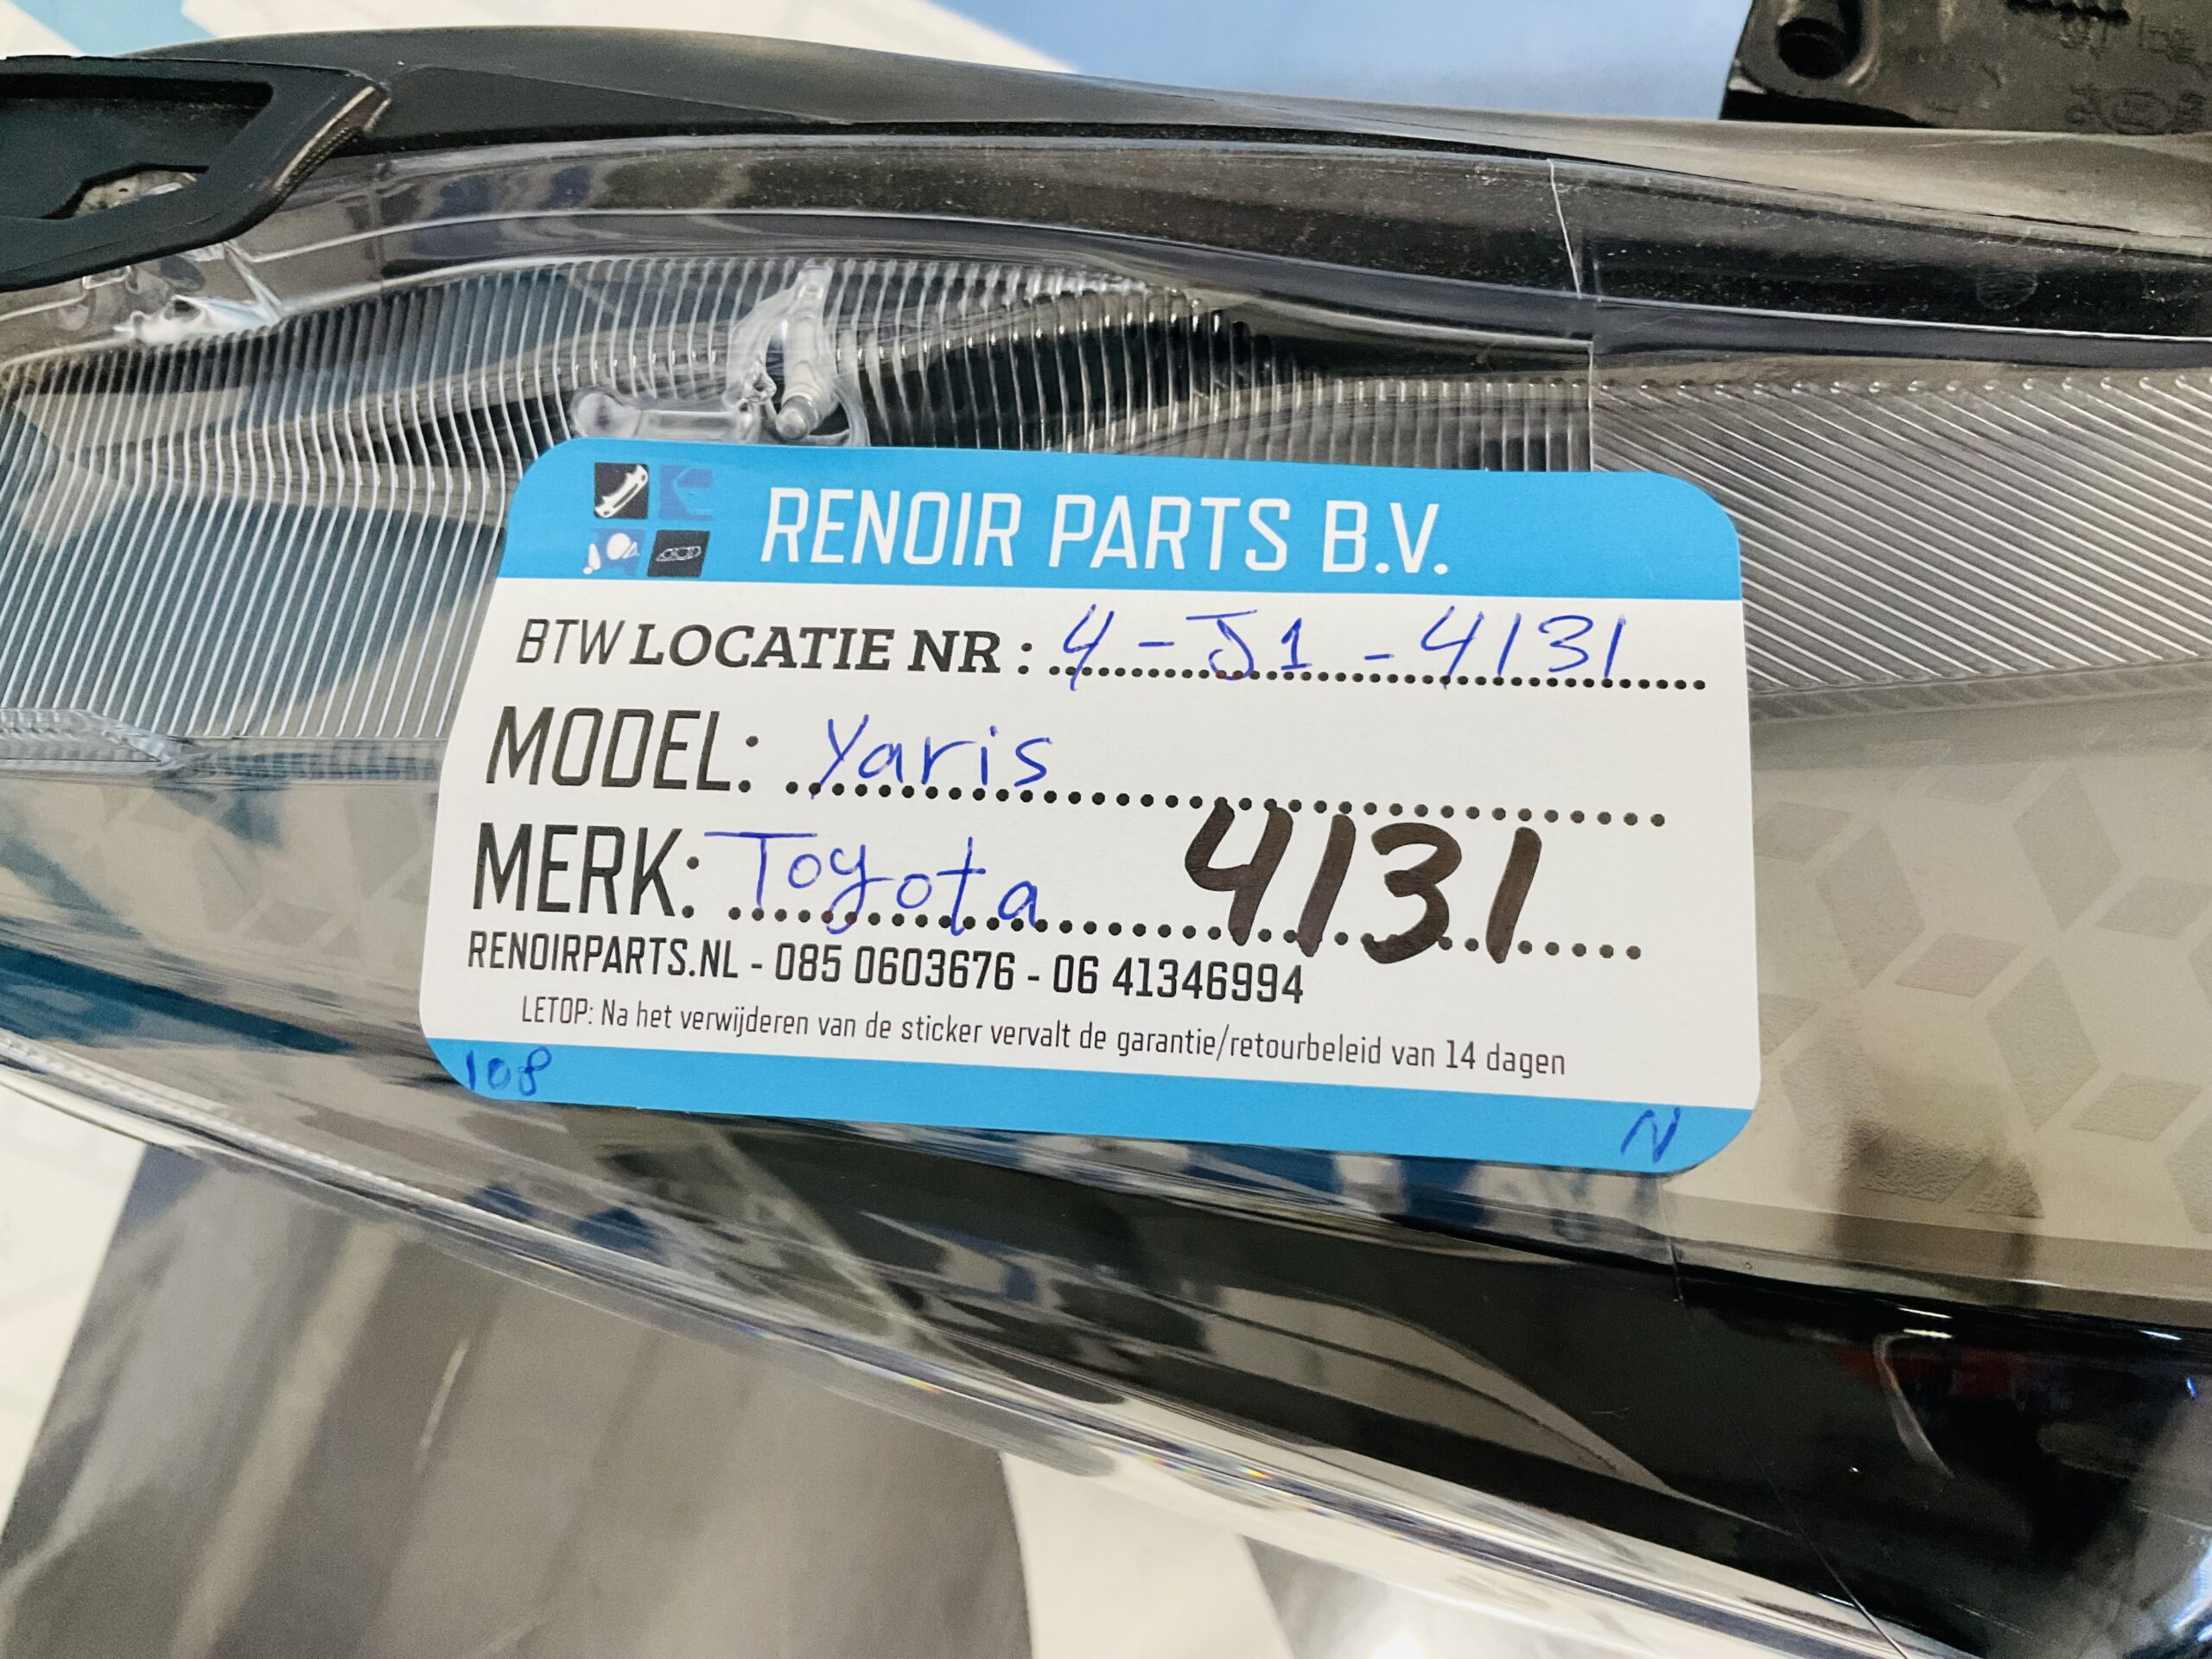 RENOIR PARTS B.V.
BTW LOCATIE NR : 4-J1-4131
MODEL: Yaris
MERK: Toyota 4131
RENOIRPARTS.NL - 085 0603676 - 06 41346994
LETOP: Na het verwijderen van de sticker vervalt de garantie/retourbeleid van 14 dagen
108
N